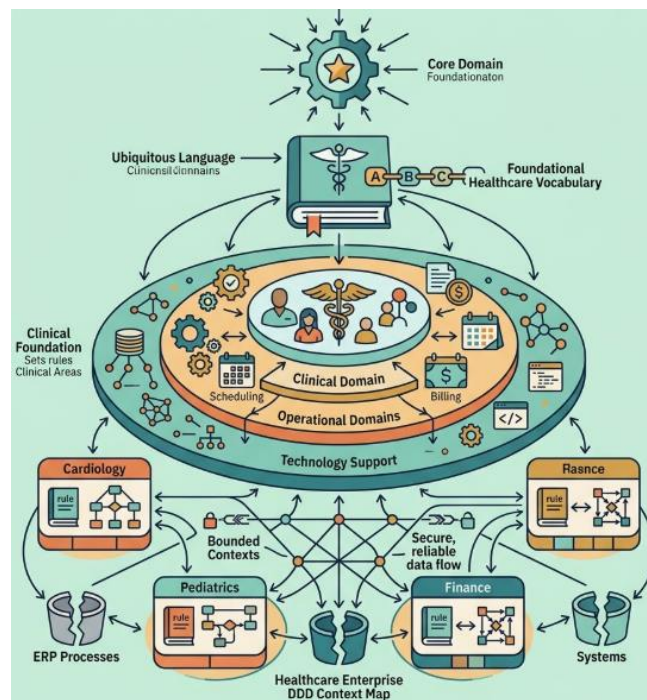 Core Domain
Foundationaton
Ubiquitous Language
Foundational
Healthcare Vocabulary
A B C
Clinical
Foundation
Sets rules
Clinical Areas
$
Scheduling
Clinical Domain
$
Billing
Operational Domains
</>
Technology Support
Cardiology
rule
Rasnce
rule
Bounded
Contexts
Secure,
reliable
data flow
Pediatrics
rule
Finance
rule
ERP Processes
Systems
Healthcare Enterprise
DDD Context Map